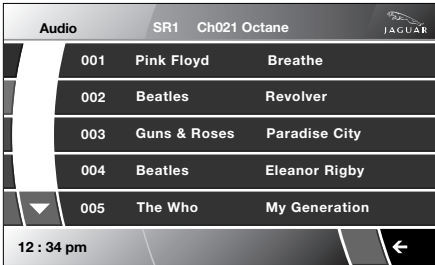 Audio SR1 Ch021 Octane JAGUAR
001 Pink Floyd Breathe
002 Beatles Revolver
003 Guns & Roses Paradise City
004 Beatles Eleanor Rigby
005 The Who My Generation
12 : 34 pm